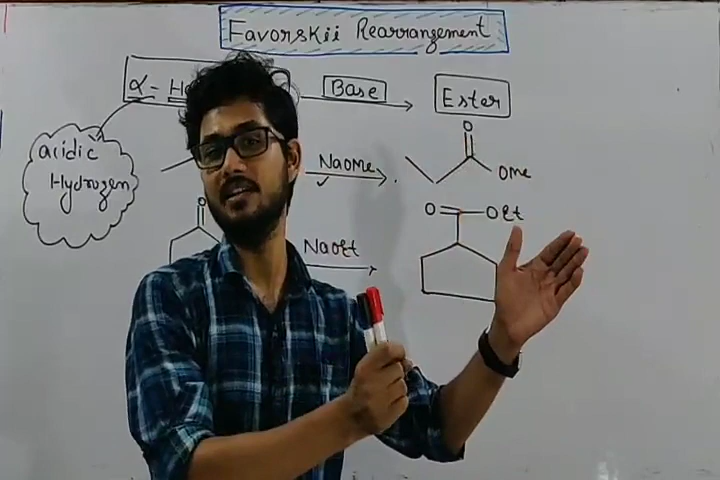 Favorskii Rearrangement
α-
Base
Ester
acidic
Hydrogen
O
NaOMe
OMe
O
O
OEt
NaOEt